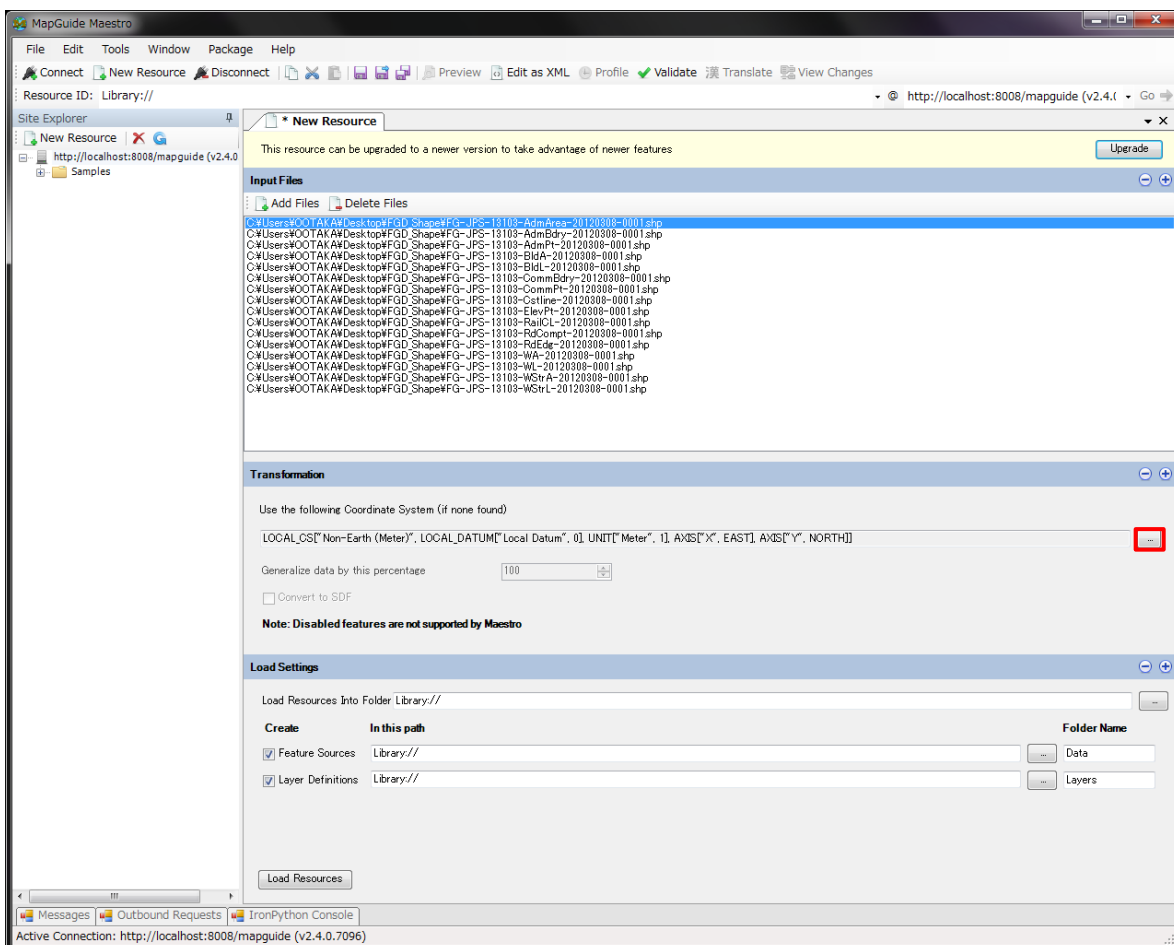 MapGuide Maestro
File Edit Tools Window Package Help
Connect New Resource Disconnect Preview Edit as XML Profile Validate 漢 Translate View Changes
Resource ID: Library:// @ http://localhost:8008/mapguide (v2.4.( Go
Site Explorer
* New Resource
New Resource
http://localhost:8008/mapguide (v2.4.0
Samples
This resource can be upgraded to a newer version to take advantage of newer features
Upgrade
Input Files
Add Files Delete Files
C:¥Users¥OOTAKA¥Desktop¥FGD_Shape¥FG-JPS-13103-AdmArea-20120308-0001.shp
C:¥Users¥OOTAKA¥Desktop¥FGD_Shape¥FG-JPS-13103-AdmBdry-20120308-0001.shp
C:¥Users¥OOTAKA¥Desktop¥FGD_Shape¥FG-JPS-13103-AdmPt-20120308-0001.shp
C:¥Users¥OOTAKA¥Desktop¥FGD_Shape¥FG-JPS-13103-BldA-20120308-0001.shp
C:¥Users¥OOTAKA¥Desktop¥FGD_Shape¥FG-JPS-13103-BldL-20120308-0001.shp
C:¥Users¥OOTAKA¥Desktop¥FGD_Shape¥FG-JPS-13103-CommBdry-20120308-0001.shp
C:¥Users¥OOTAKA¥Desktop¥FGD_Shape¥FG-JPS-13103-CommPt-20120308-0001.shp
C:¥Users¥OOTAKA¥Desktop¥FGD_Shape¥FG-JPS-13103-Cstline-20120308-0001.shp
C:¥Users¥OOTAKA¥Desktop¥FGD_Shape¥FG-JPS-13103-ElevPt-20120308-0001.shp
C:¥Users¥OOTAKA¥Desktop¥FGD_Shape¥FG-JPS-13103-RailCL-20120308-0001.shp
C:¥Users¥OOTAKA¥Desktop¥FGD_Shape¥FG-JPS-13103-RdCompt-20120308-0001.shp
C:¥Users¥OOTAKA¥Desktop¥FGD_Shape¥FG-JPS-13103-RdEdg-20120308-0001.shp
C:¥Users¥OOTAKA¥Desktop¥FGD_Shape¥FG-JPS-13103-WA-20120308-0001.shp
C:¥Users¥OOTAKA¥Desktop¥FGD_Shape¥FG-JPS-13103-WL-20120308-0001.shp
C:¥Users¥OOTAKA¥Desktop¥FGD_Shape¥FG-JPS-13103-WStrA-20120308-0001.shp
C:¥Users¥OOTAKA¥Desktop¥FGD_Shape¥FG-JPS-13103-WStrL-20120308-0001.shp
Transformation
Use the following Coordinate System (if none found)
LOCAL_CS["Non-Earth (Meter)", LOCAL_DATUM["Local Datum", 0], UNIT["Meter", 1], AXIS["X", EAST], AXIS["Y", NORTH]]
...
Generalize data by this percentage 100
Convert to SDF
Note: Disabled features are not supported by Maestro
Load Settings
Load Resources Into Folder Library:// ...
Create In this path Folder Name
Feature Sources Library:// ... Data
Layer Definitions Library:// ... Layers
Load Resources
Messages Outbound Requests IronPython Console
Active Connection: http://localhost:8008/mapguide (v2.4.0.7096)